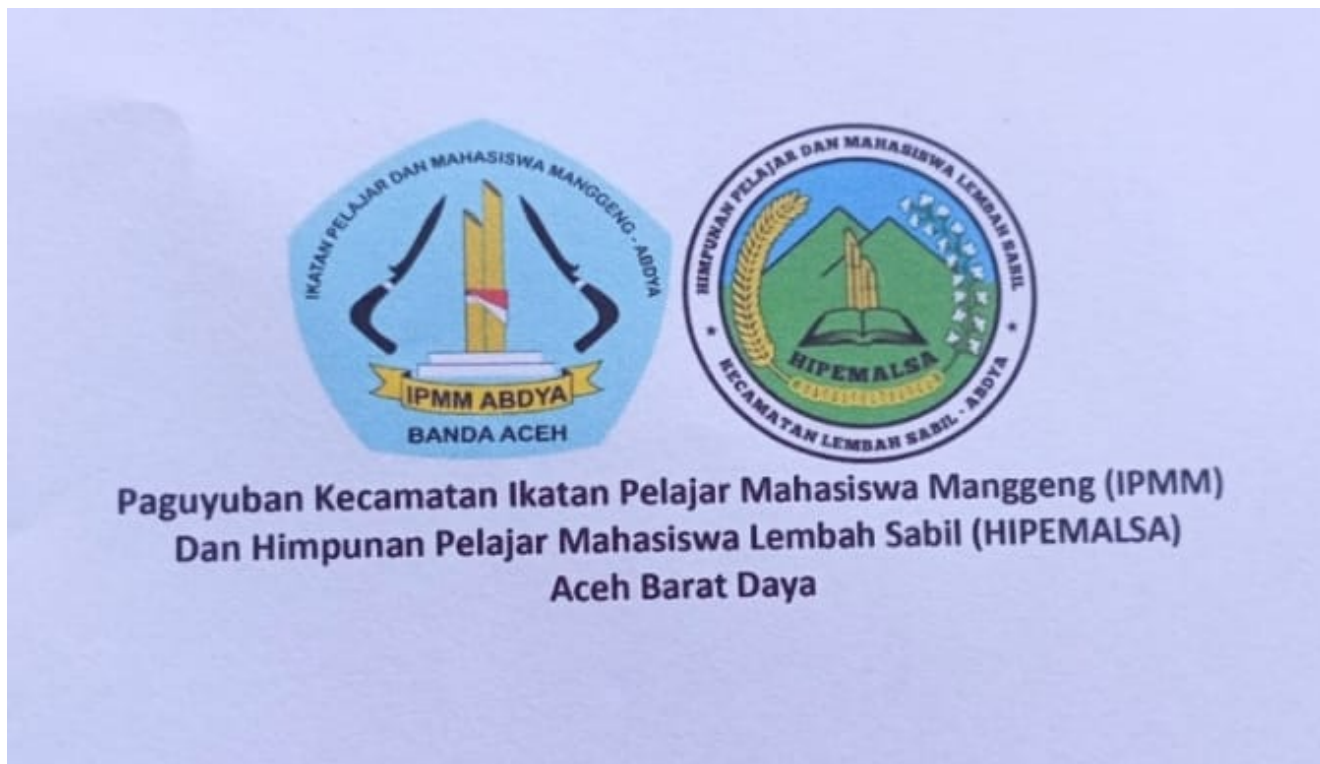 IKATAN PELAJAR DAN MAHASISWA MANGGENG - ABDYA
IPMM ABDYA
BANDA ACEH
HIMPUNAN PELAJAR DAN MAHASISWA LEMBAH SABIL
HIPEMALSA
KECAMATAN LEMBAH SABIL - ABDYA
Paguyuban Kecamatan Ikatan Pelajar Mahasiswa Manggeng (IPMM)
Dan Himpunan Pelajar Mahasiswa Lembah Sabil (HIPEMALSA)
Aceh Barat Daya